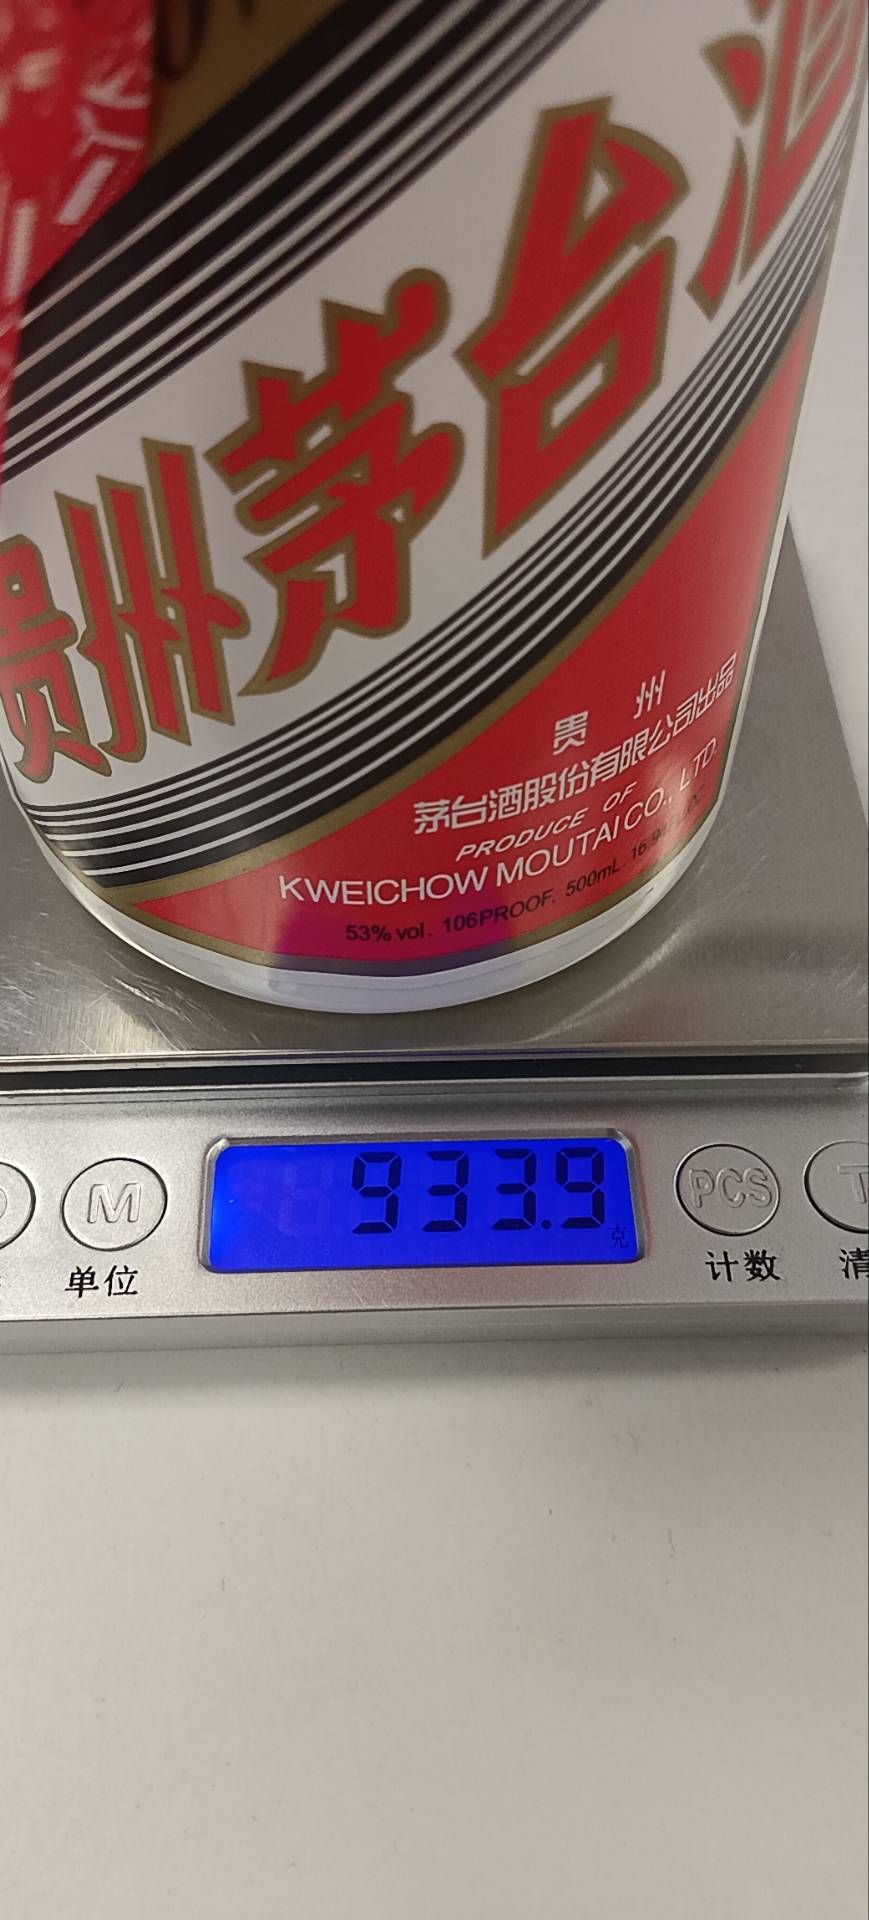 贵州茅台酒
贵 州
茅台酒股份有限公司出品
PRODUCE OF
KWEICHOW MOUTAI CO., LTD.
53% vol. 106PROOF. 500mL.
933.9
克
M
PCS
T
单位
计数
清